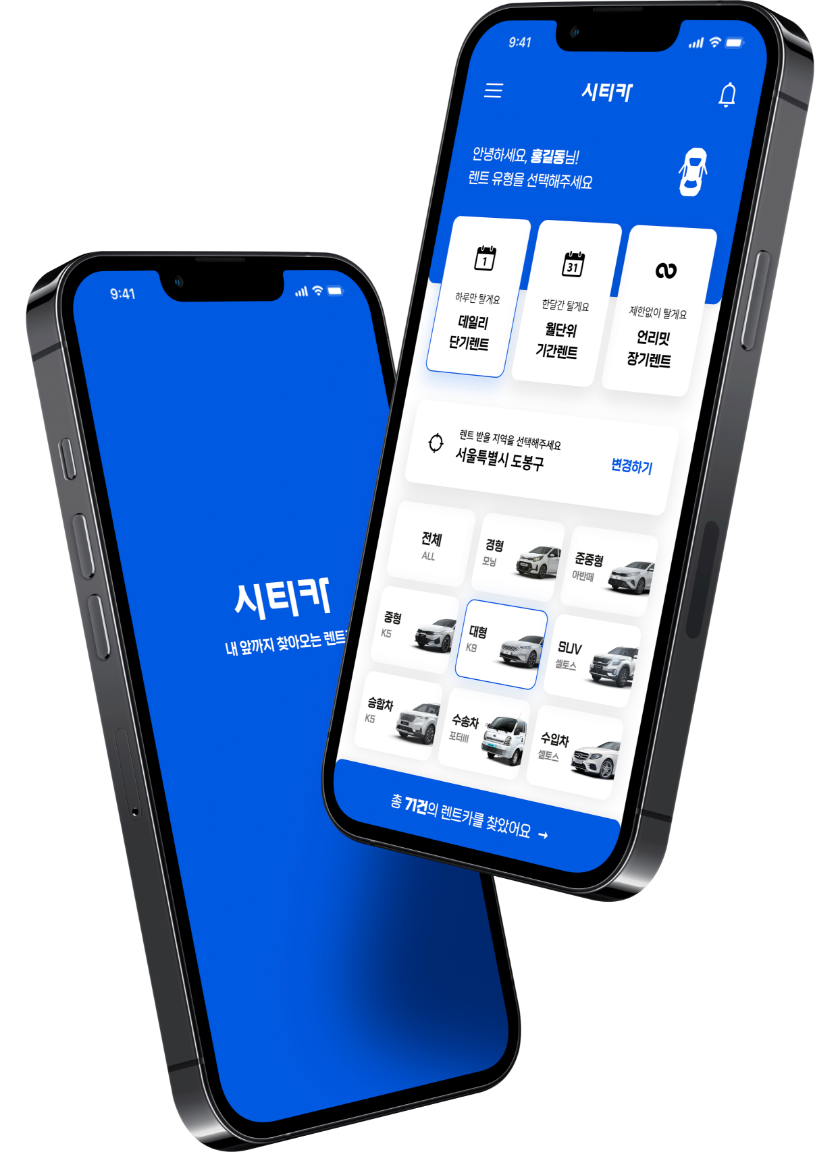 9:41
시티카
안녕하세요, 홍길동님!
렌트 유형을 선택해주세요
1
하루만 탈게요
데일리
단기렌트
31
한달간 탈게요
월단위
기간렌트
제한없이 탈게요
언리밋
장기렌트
렌트 받을 지역을 선택해주세요
서울특별시 도봉구
변경하기
전체
ALL
경형
모닝
준중형
아반떼
중형
K5
대형
K9
SUV
셀토스
승합차
K5
수송차
포터III
수입차
셀토스
총 7건의 렌트카를 찾았어요 →
9:41
시티카
내 앞까지 찾아오는 렌트